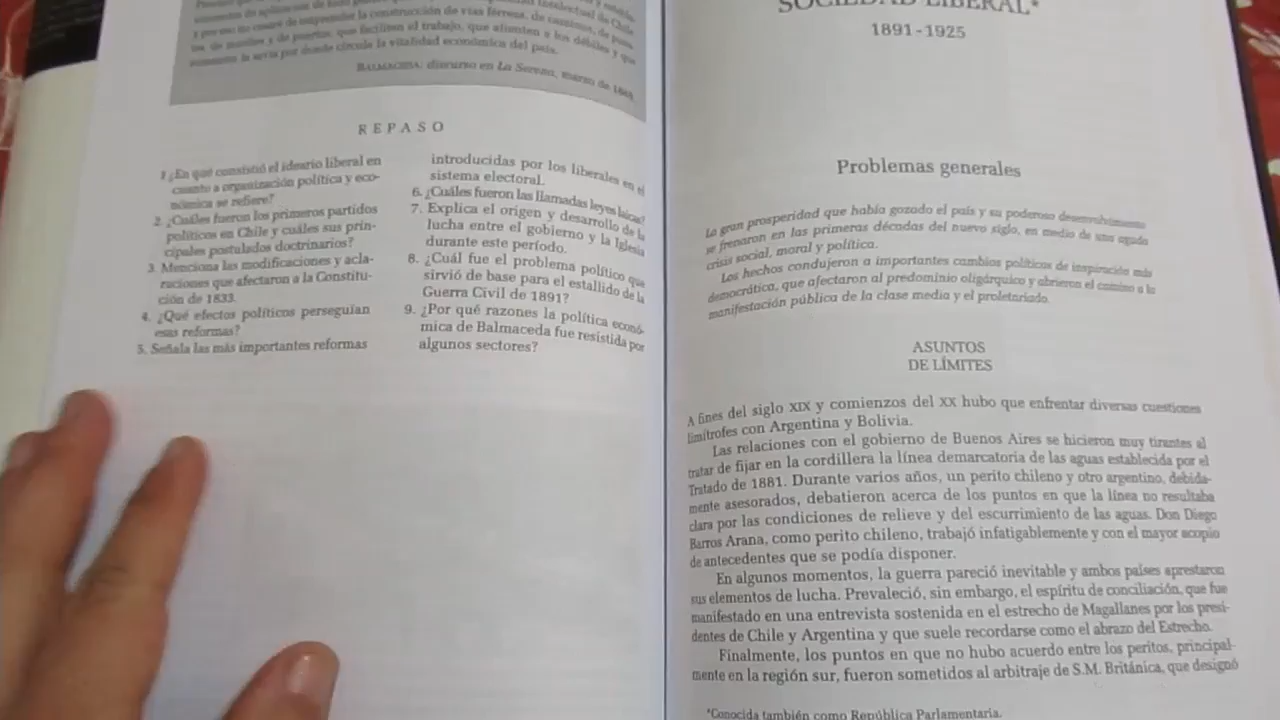 y por eso no cesare de emprender la construcción de vías férreas, de caminos, de
que faciliten el trabajo, que alienten a los débiles y que
por donde circule la vitalidad económica del país.
BALMACEDA: discurso en La Serena, marzo de
REPASO
1 ¿En qué consistió el ideario liberal en
cuanto a organización política y eco-
nómica se refiere?
2. ¿Cuáles fueron los primeros partidos
políticos en Chile y cuáles sus prin-
cipales postulados doctrinarios?
3. Menciona las modificaciones y acla-
raciones que afectaron a la Constitu-
ción de 1833.
4. ¿Qué efectos políticos perseguían
esas reformas?
5. Señala las más importantes reformas
introducidas por los liberales en el
sistema electoral.
6. ¿Cuáles fueron las llamadas leyes laicas?
7. Explica el origen y desarrollo de la
lucha entre el gobierno y la Iglesia
durante este período.
8. ¿Cuál fue el problema político que
sirvió de base para el estallido de la
Guerra Civil de 1891?
9. ¿Por qué razones la política econó-
mica de Balmaceda fue resistida por
algunos sectores?
SOCIEDAD LIBERAL*
1891-1925
Problemas generales
La gran prosperidad que había gozado el país y su poderoso desenvolvimiento
se frenaron en las primeras décadas del nuevo siglo, en medio de una aguda
crisis social, moral y política.
Los hechos condujeron a importantes cambios políticos de inspiración más
democrática, que afectaron al predominio oligárquico y abrieron el camino a la
manifestación pública de la clase media y el proletariado.
ASUNTOS
DE LÍMITES
A fines del siglo XIX y comienzos del XX hubo que enfrentar diversas cuestiones
limítrofes con Argentina y Bolivia.
Las relaciones con el gobierno de Buenos Aires se hicieron muy tirantes al
tratar de fijar en la cordillera la línea demarcatoria de las aguas establecida por el
Tratado de 1881. Durante varios años, un perito chileno y otro argentino, debida-
mente asesorados, debatieron acerca de los puntos en que la línea no resultaba
clara por las condiciones de relieve y del escurrimiento de las aguas. Don Diego
Barros Arana, como perito chileno, trabajó infatigablemente y con el mayor acopio
de antecedentes que se podía disponer.
En algunos momentos, la guerra pareció inevitable y ambos países aprestaron
sus elementos de lucha. Prevaleció, sin embargo, el espíritu de conciliación, que fue
manifestado en una entrevista sostenida en el estrecho de Magallanes por los presi-
dentes de Chile y Argentina y que suele recordarse como el abrazo del Estrecho.
Finalmente, los puntos en que no hubo acuerdo entre los peritos, principal-
mente en la región sur, fueron sometidos al arbitraje de S.M. Británica, que designó
*Conocida también como República Parlamentaria.